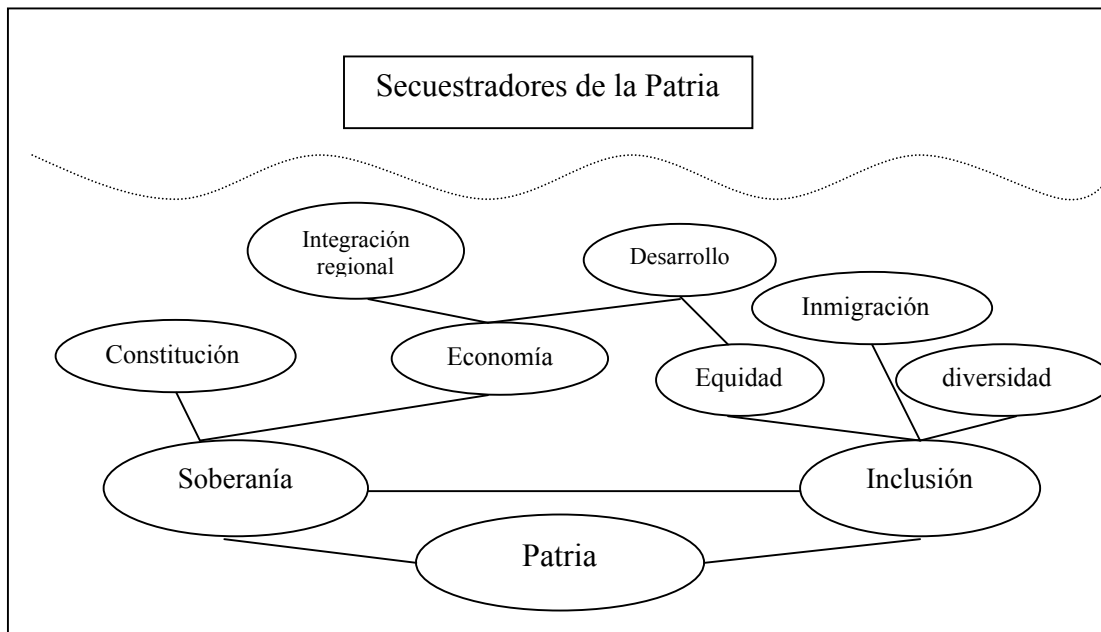 Secuestradores de la Patria
Integración
regional
Desarrollo
Inmigración
Constitución
Economía
Equidad
diversidad
Soberanía
Inclusión
Patria